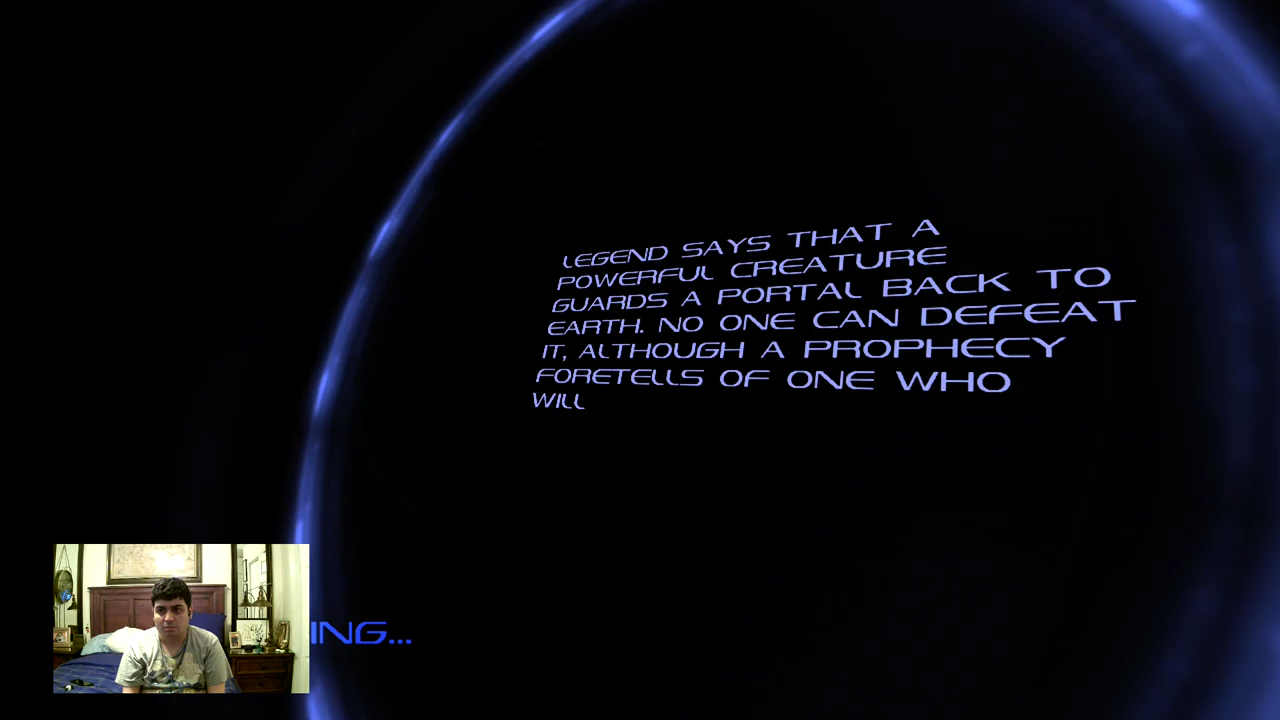 LEGEND SAYS THAT A
POWERFUL CREATURE
GUARDS A PORTAL BACK TO
EARTH. NO ONE CAN DEFEAT
IT, ALTHOUGH A PROPHECY
FORETELLS OF ONE WHO
WILL
ING...